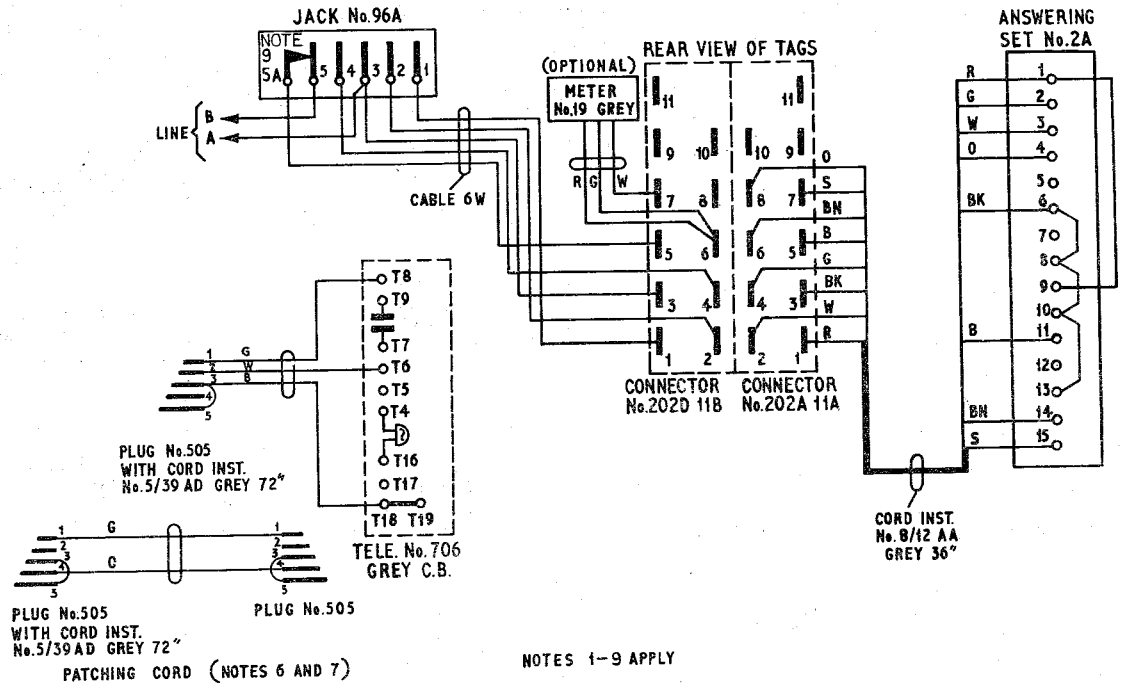 JACK No.96A
NOTE
9
5A 5 4 3 2 1
LINE
B
A
CABLE 6W
(OPTIONAL)
METER
No.19 GREY
R G W
REAR VIEW OF TAGS
11 11
9 10 10 9
7 8 8 7
5 6 6 5
3 4 4 3
1 2 2 1
O
S
BN
B
G
BK
W
R
CONNECTOR
No.202D 11B
CONNECTOR
No.202A 11A
ANSWERING
SET No.2A
R 1
G 2
W 3
O 4
5
BK 6
7
8
9
10
B 11
12
13
BN 14
S 15
CORD INST.
No. 8/12 AA
GREY 36"
T8
T9
T7
T6
T5
T4
T16
T17
T18 T19
TELE. No.706
GREY C.B.
1 G
2 W
3 B
4
5
PLUG No.505
WITH CORD INST.
No.5/39 AD GREY 72"
1 G 1
2 2
3 3
4 O 4
5 5
PLUG No.505
WITH CORD INST.
No.5/39 AD GREY 72"
PLUG No.505
PATCHING CORD (NOTES 6 AND 7)
NOTES 1-9 APPLY